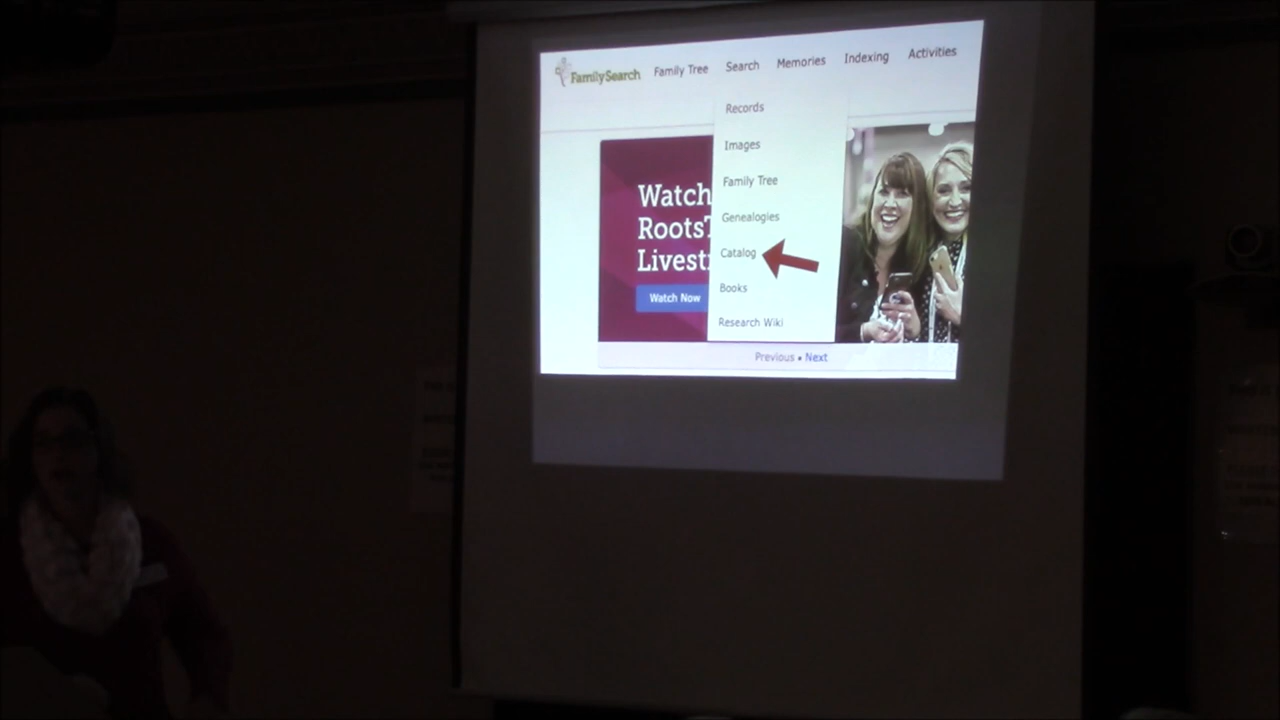 FamilySearch Family Tree Search Memories Indexing Activities
Records
Images
Family Tree
Genealogies
Catalog
Books
Research Wiki
Watch
Roots
Livest
Watch Now
Previous • Next